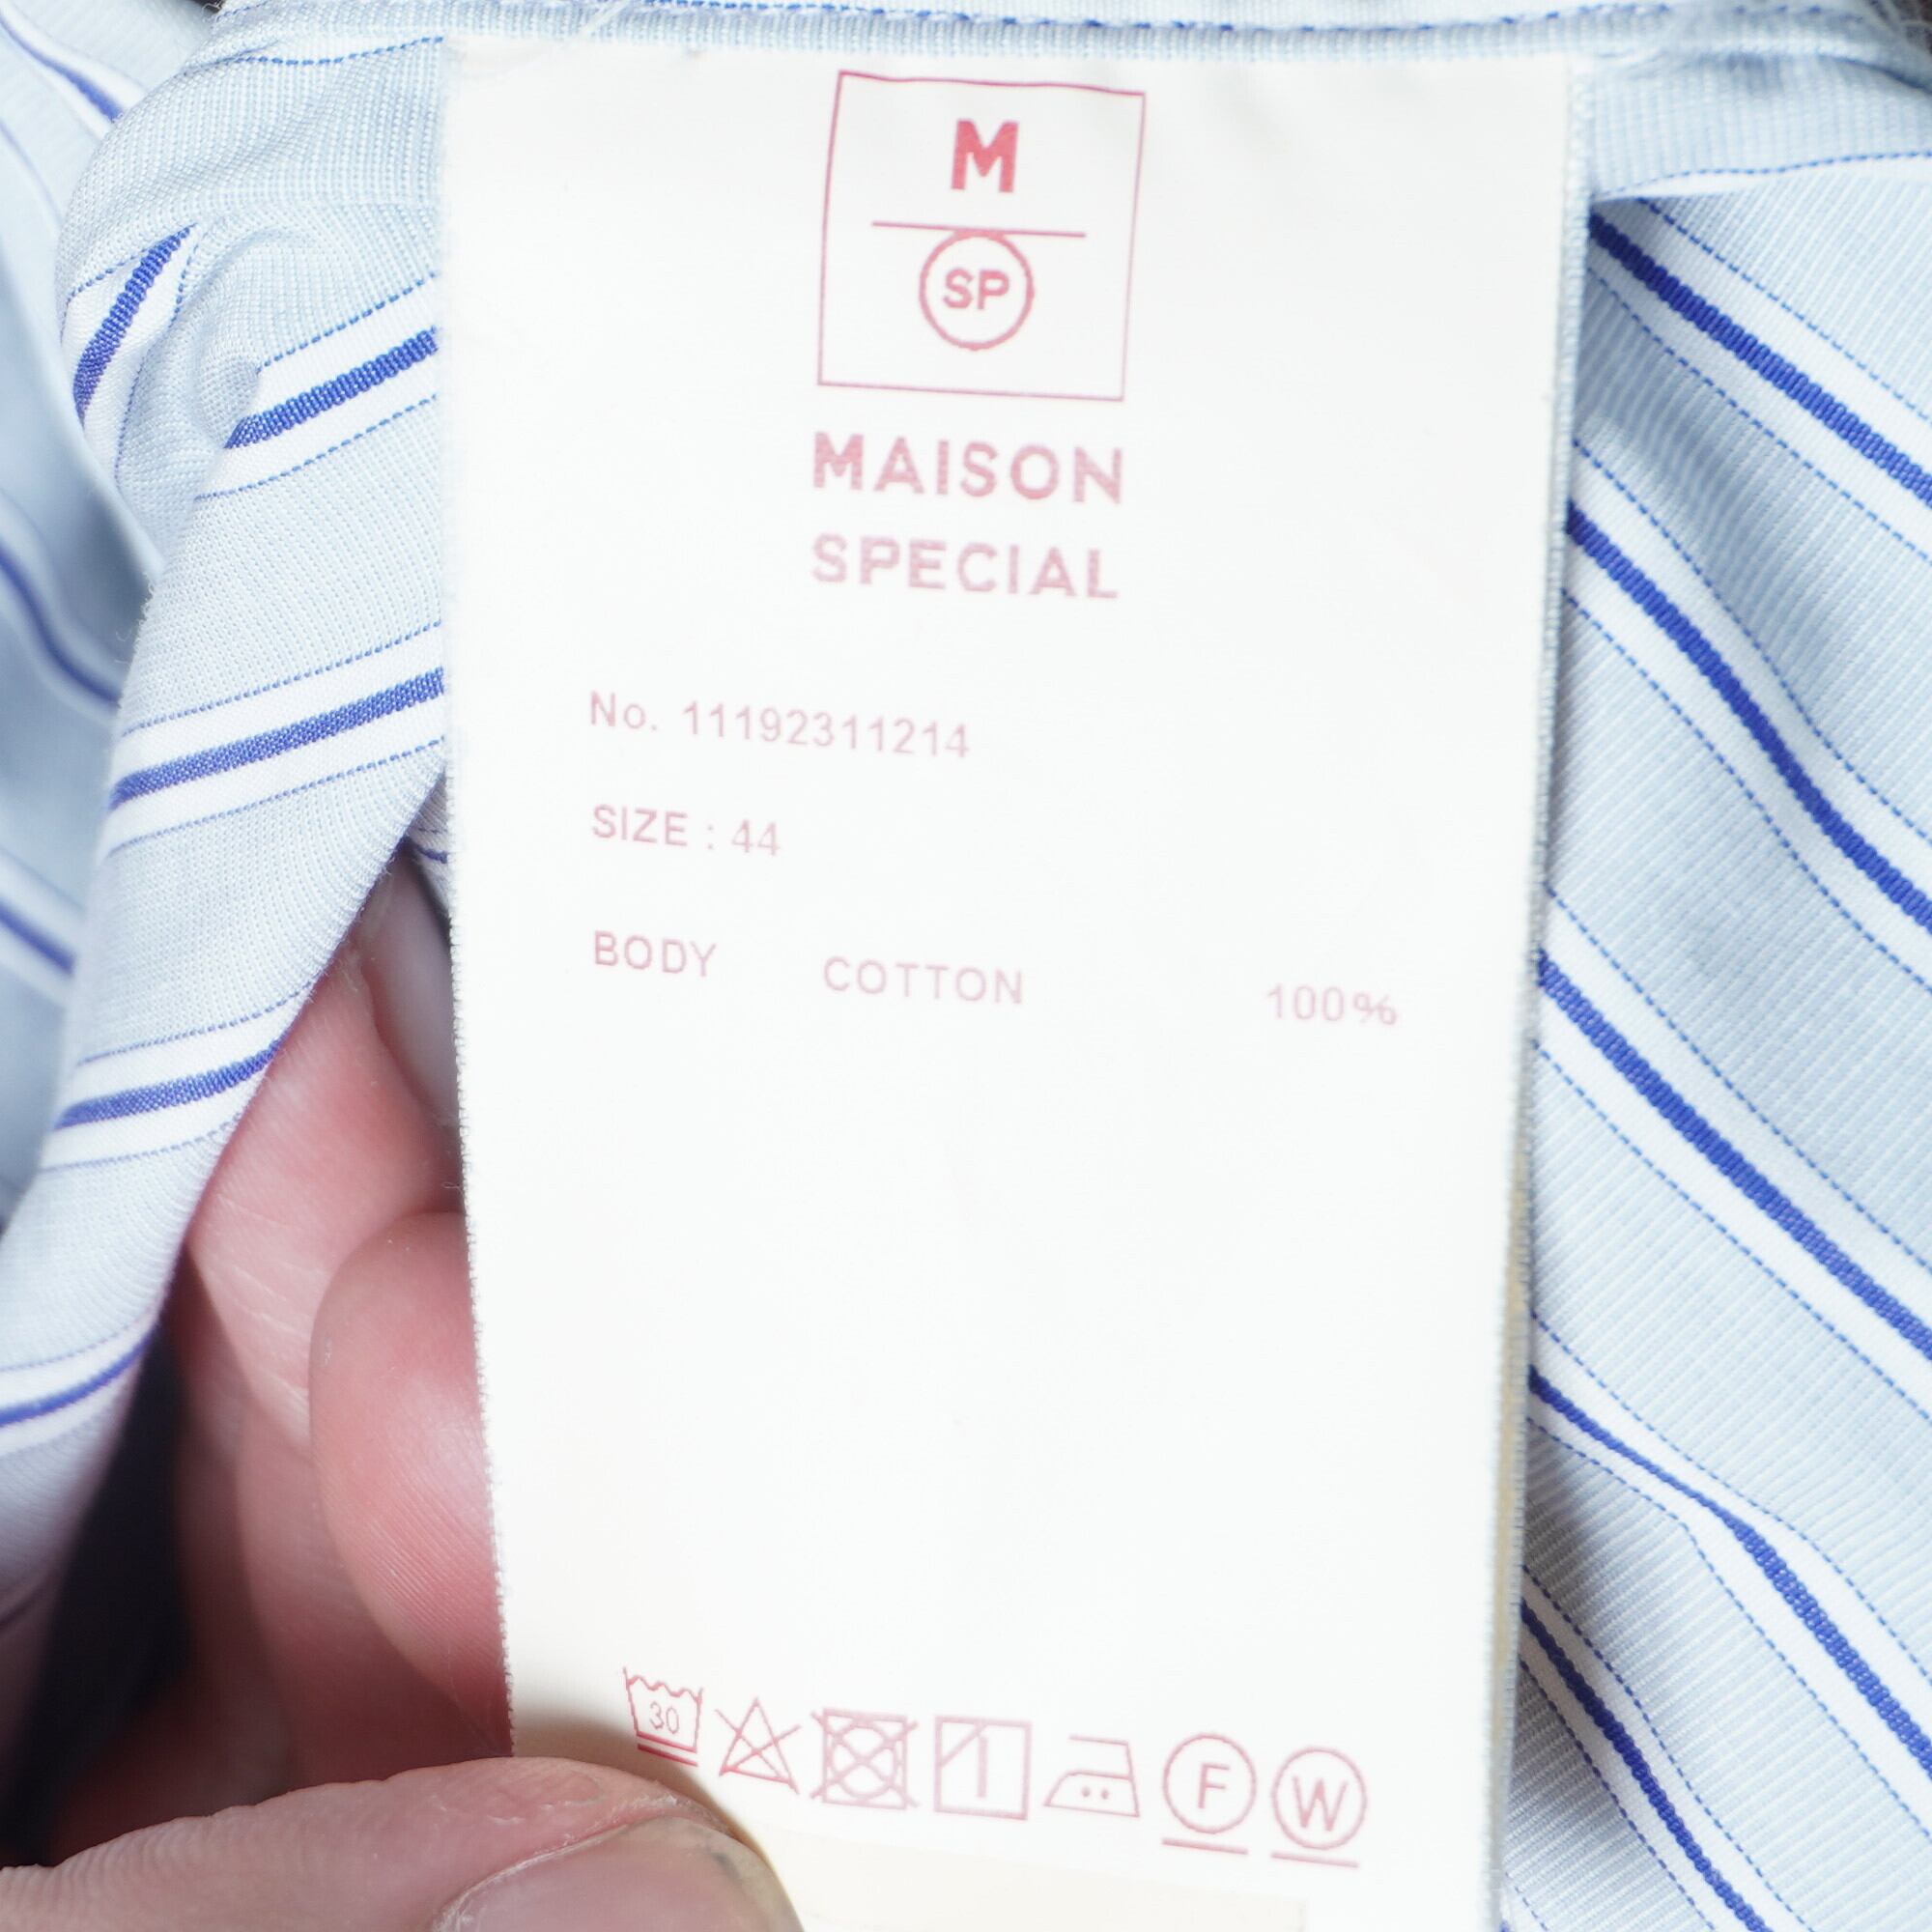 M
SP
MAISON
SPECIAL
No. 11192311214
SIZE : 44
BODY COTTON 100%
30 F W